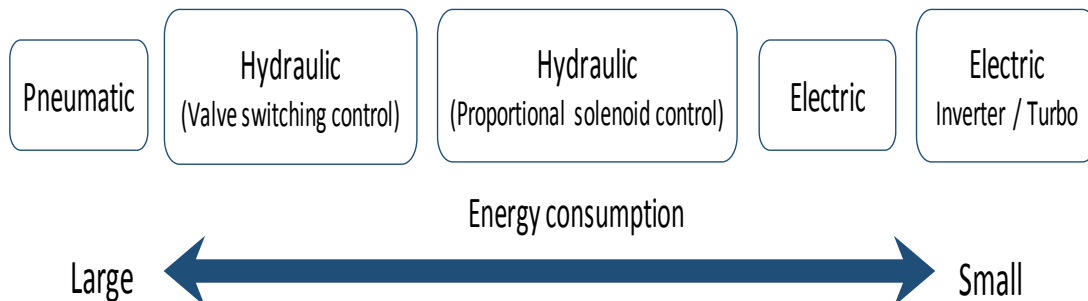 Pneumatic
Hydraulic
(Valve switching control)
Hydraulic
(Proportional solenoid control)
Electric
Electric
Inverter / Turbo
Energy consumption
Large
Small